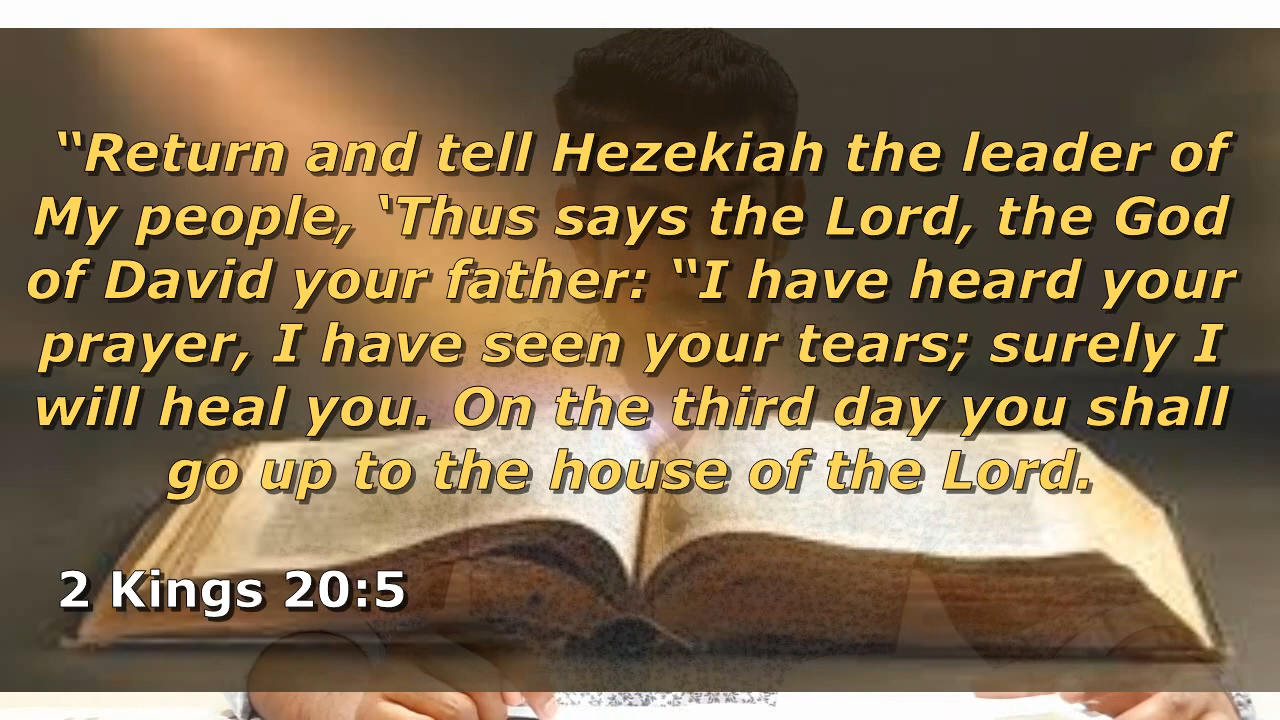 “Return and tell Hezekiah the leader of
My people, ‘Thus says the Lord, the God
of David your father: “I have heard your
prayer, I have seen your tears; surely I
will heal you. On the third day you shall
go up to the house of the Lord.
2 Kings 20:5